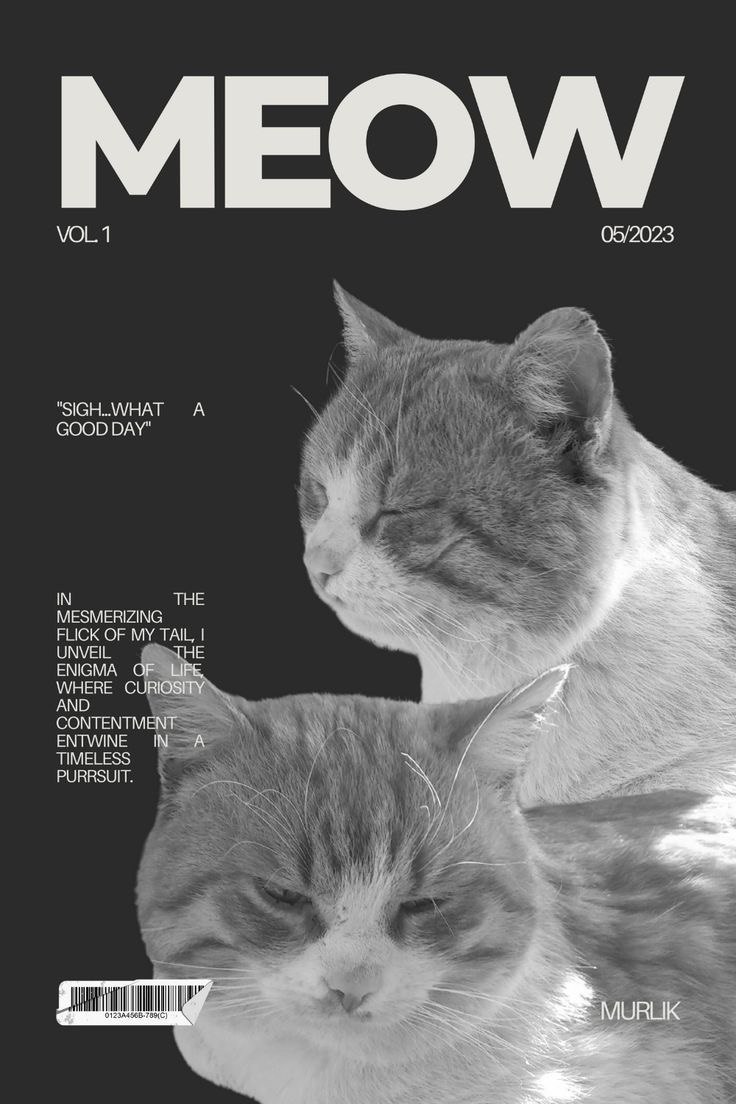 MEOW
VOL. 1
05/2023
"SIGH...WHAT A
GOOD DAY"
IN THE
MESMERIZING
FLICK OF MY TAIL, I
UNVEIL THE
ENIGMA OF LIFE,
WHERE CURIOSITY
AND
CONTENTMENT
ENTWINE IN A
TIMELESS
PURRSUIT.
0123A456B-789(C)
MURLIK